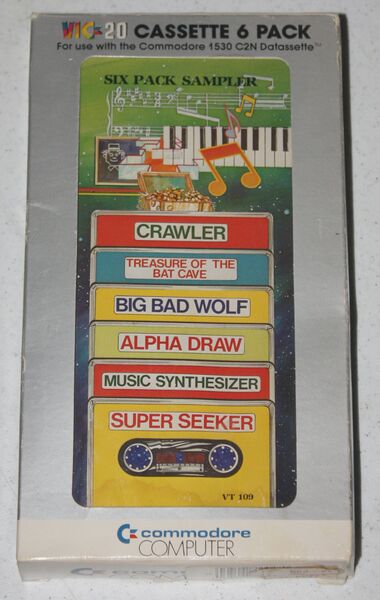 VIC-20 CASSETTE 6 PACK
For use with the Commodore 1530 C2N Datassette™
SIX PACK SAMPLER
CRAWLER
TREASURE OF THE
BAT CAVE
BIG BAD WOLF
ALPHA DRAW
MUSIC SYNTHESIZER
SUPER SEEKER
VT 109
commodore
COMPUTER